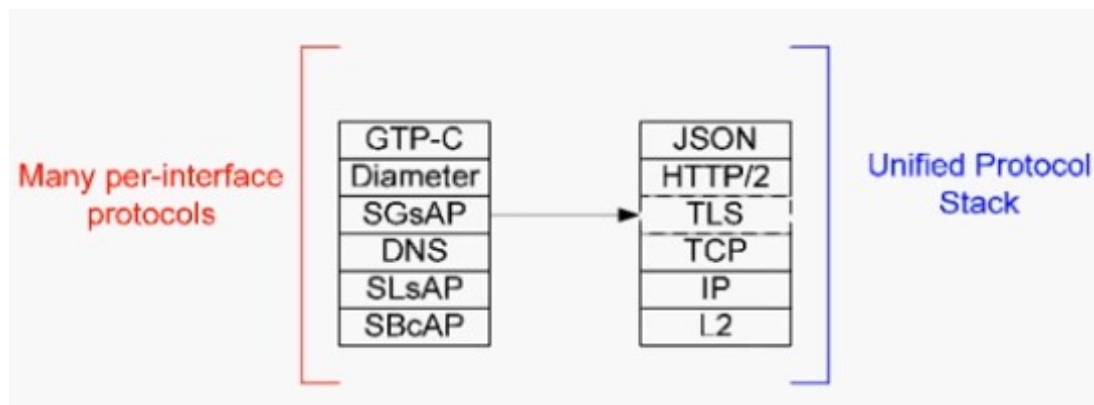 Many per-interface
protocols
GTP-C
Diameter
SGsAP
DNS
SLsAP
SBcAP
JSON
HTTP/2
TLS
TCP
IP
L2
Unified Protocol
Stack